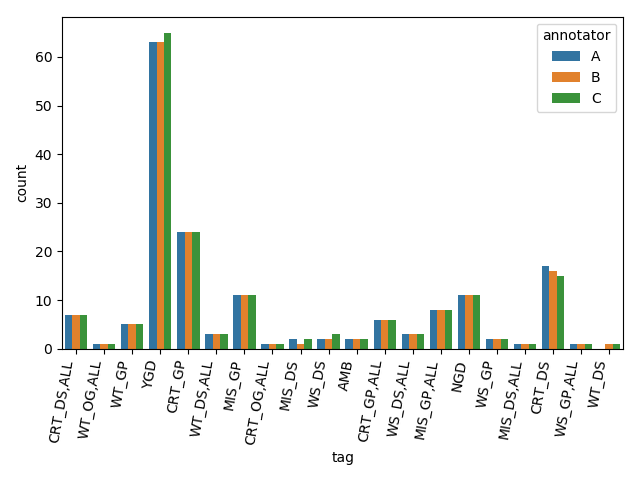 annotator
A
B
C
60
50
40
30
20
10
0
count
CRT_DS,ALL
WT_OG,ALL
WT_GP
YGD
CRT_GP
WT_DS,ALL
MIS_GP
CRT_OG,ALL
MIS_DS
WS_DS
AMB
CRT_GP,ALL
WS_DS,ALL
MIS_GP,ALL
NGD
WS_GP
MIS_DS,ALL
CRT_DS
WS_GP,ALL
WT_DS
tag